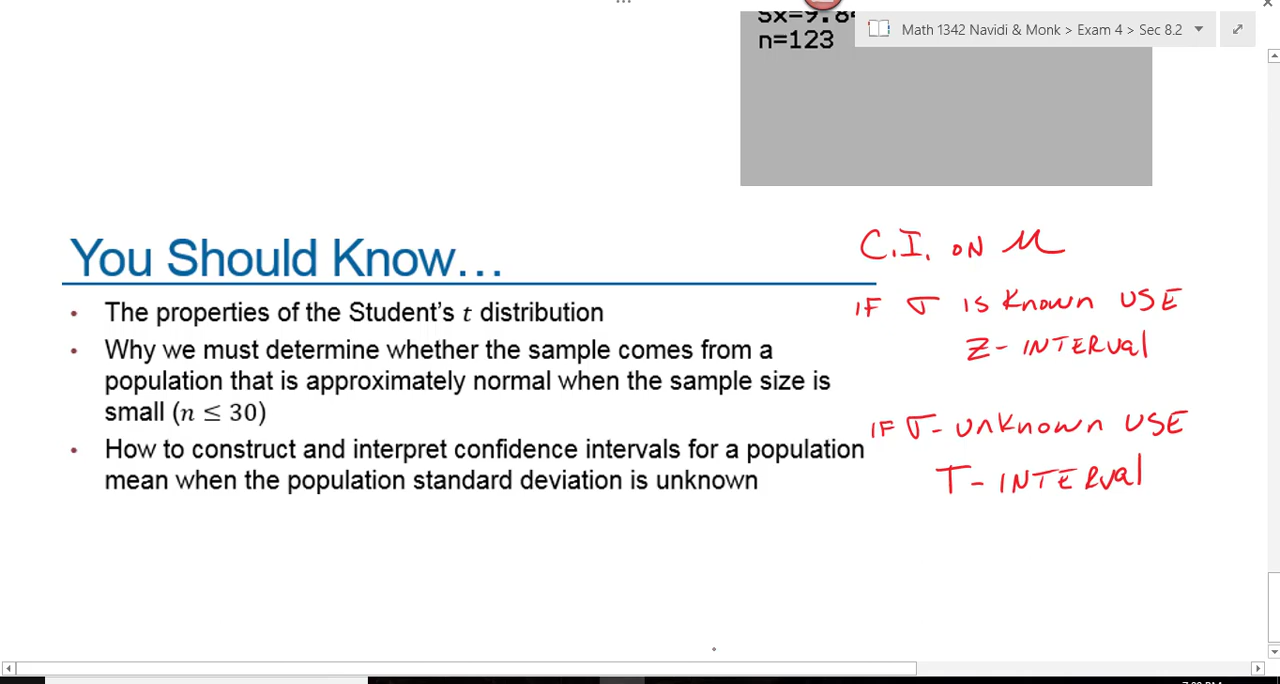 n=123
Math 1342 Navidi & Monk > Exam 4 > Sec 8.2
You Should Know…
• The properties of the Student's t distribution
• Why we must determine whether the sample comes from a
population that is approximately normal when the sample size is
small (n ≤ 30)
• How to construct and interpret confidence intervals for a population
mean when the population standard deviation is unknown
C.I. ON μ
IF σ IS KNOWN USE
Z-INTERVAL
IF σ-UNKNOWN USE
T-INTERVAL